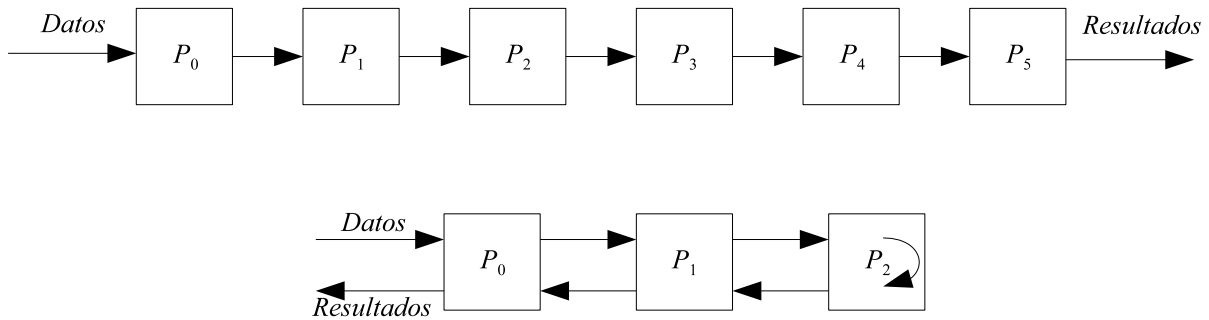 Datos
Resultados
P0 P1 P2 P3 P4 P5
Datos
P0 P1 P2
Resultados